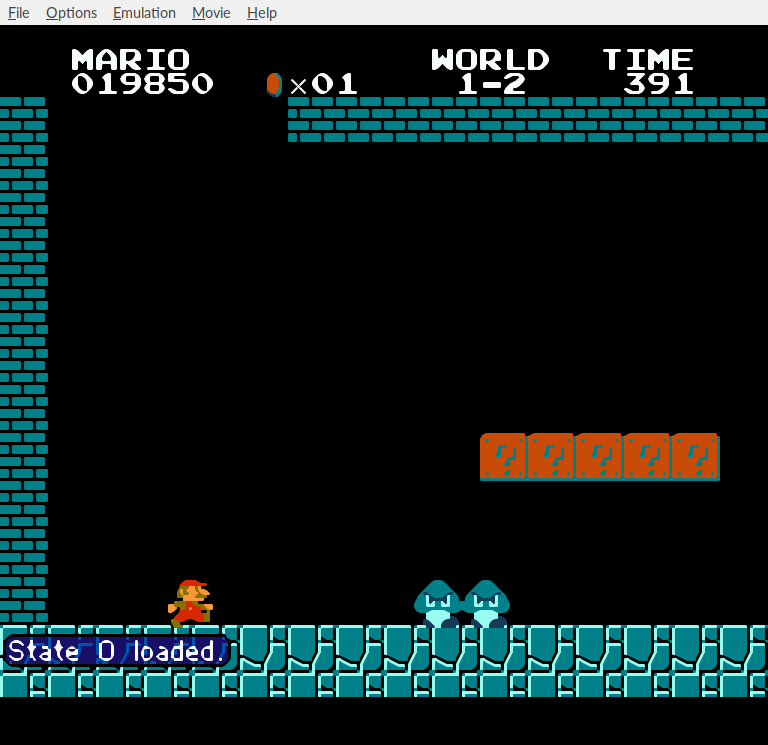 File Options Emulation Movie Help
MARIO WORLD TIME
019850 ×01 1-2 391
? ? ? ? ?
State 0 loaded.